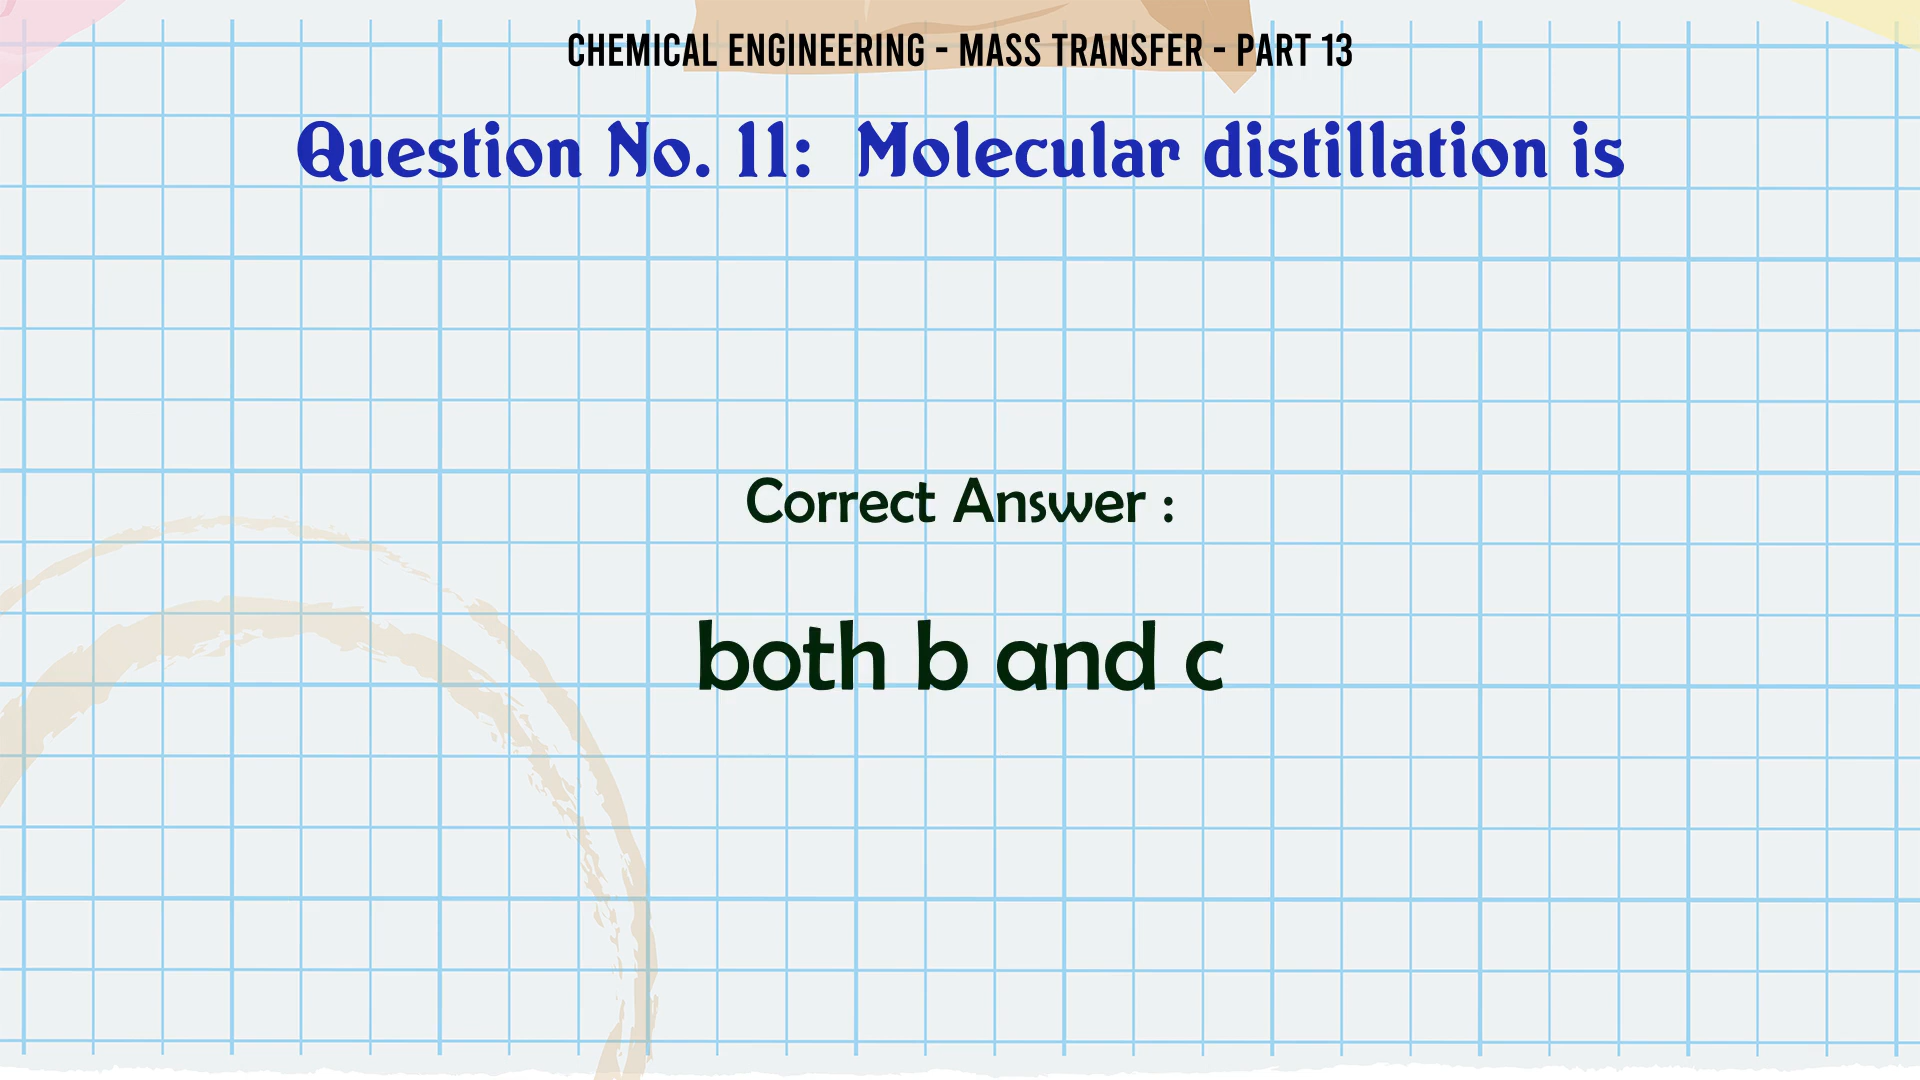 CHEMICAL ENGINEERING - MASS TRANSFER - PART 13
Question No. 11: Molecular distillation is
Correct Answer :
both b and c